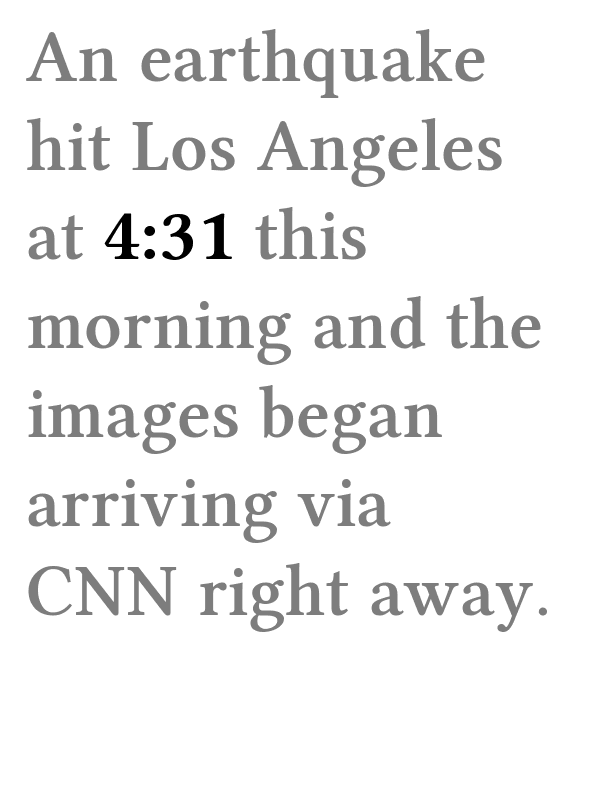 An earthquake
hit Los Angeles
at 4:31 this
morning and the
images began
arriving via
CNN right away.